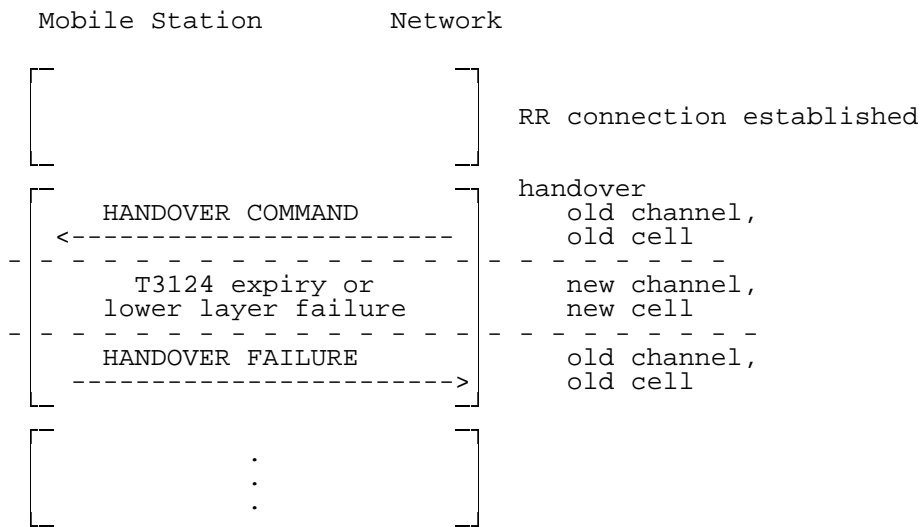 Mobile Station Network
RR connection established
handover
HANDOVER COMMAND old channel,
<------------------------ old cell
- - - - - - - - - - - - - - - - - - - - - - -
T3124 expiry or new channel,
lower layer failure new cell
- - - - - - - - - - - - - - - - - - - - - - - -
HANDOVER FAILURE old channel,
------------------------> old cell
.
.
.